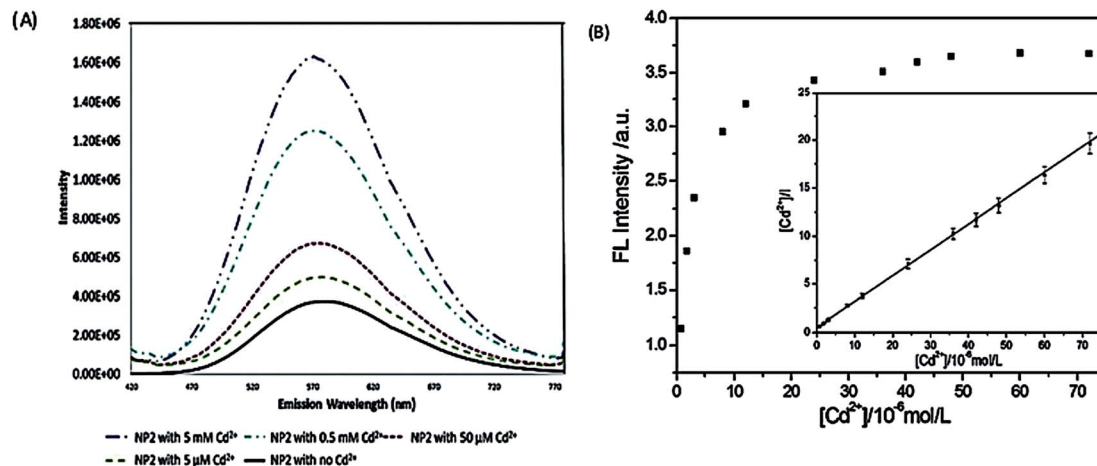 (A)
1.80E+06
1.60E+06
1.40E+06
1.20E+06
1.00E+06
8.00E+05
6.00E+05
4.00E+05
2.00E+05
0.00E+00
Intensity
420 470 520 570 620 670 720 770
Emission Wavelength (nm)
NP2 with 5 mM Cd²⁺ NP2 with 0.5 mM Cd²⁺ NP2 with 50 µM Cd²⁺
NP2 with 5 µM Cd²⁺ NP2 with no Cd²⁺
(B)
4.0
3.5
3.0
2.5
2.0
1.5
1.0
FL Intensity /a.u.
0 10 20 30 40 50 60 70
[Cd²⁺]/10⁻⁶mol/L
25
20
15
10
5
0
[Cd²⁺]/I
0 10 20 30 40 50 60 70
[Cd²⁺]/10⁻⁶mol/L